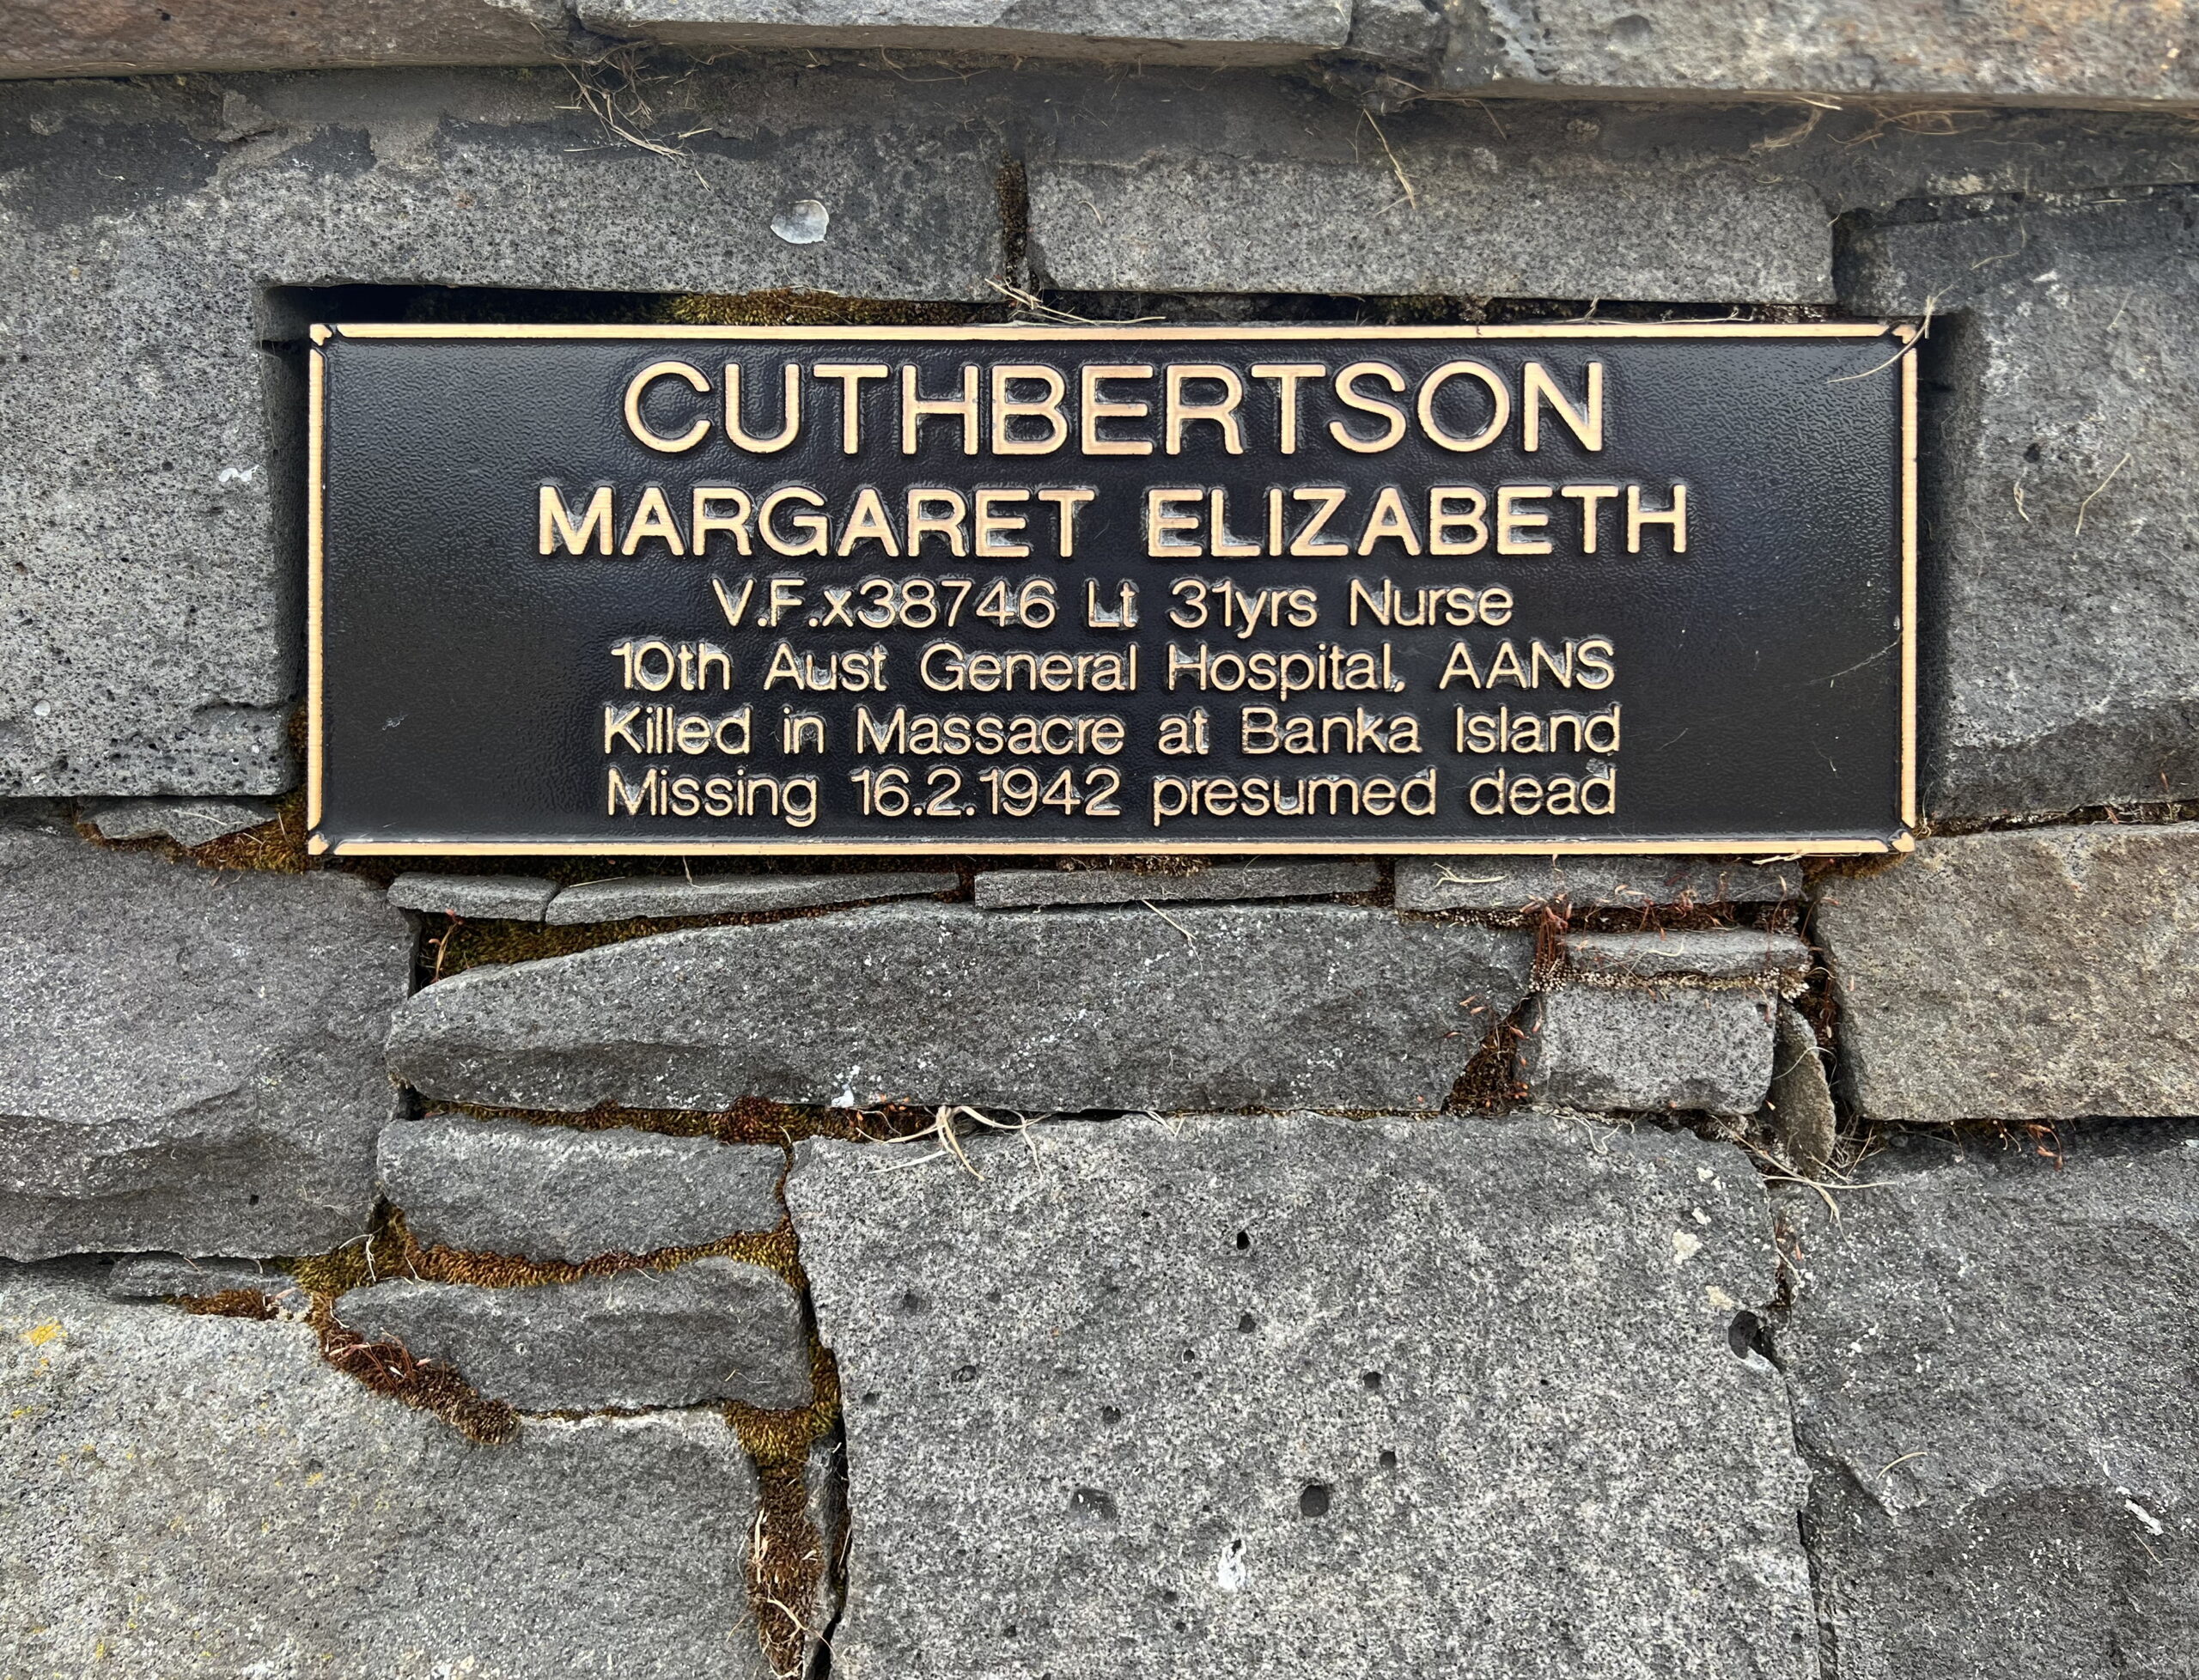 CUTHBERTSON
MARGARET ELIZABETH
V.F.x38746 Lt 31yrs Nurse
10th Aust General Hospital, AANS
Killed in Massacre at Banka Island
Missing 16.2.1942 presumed dead